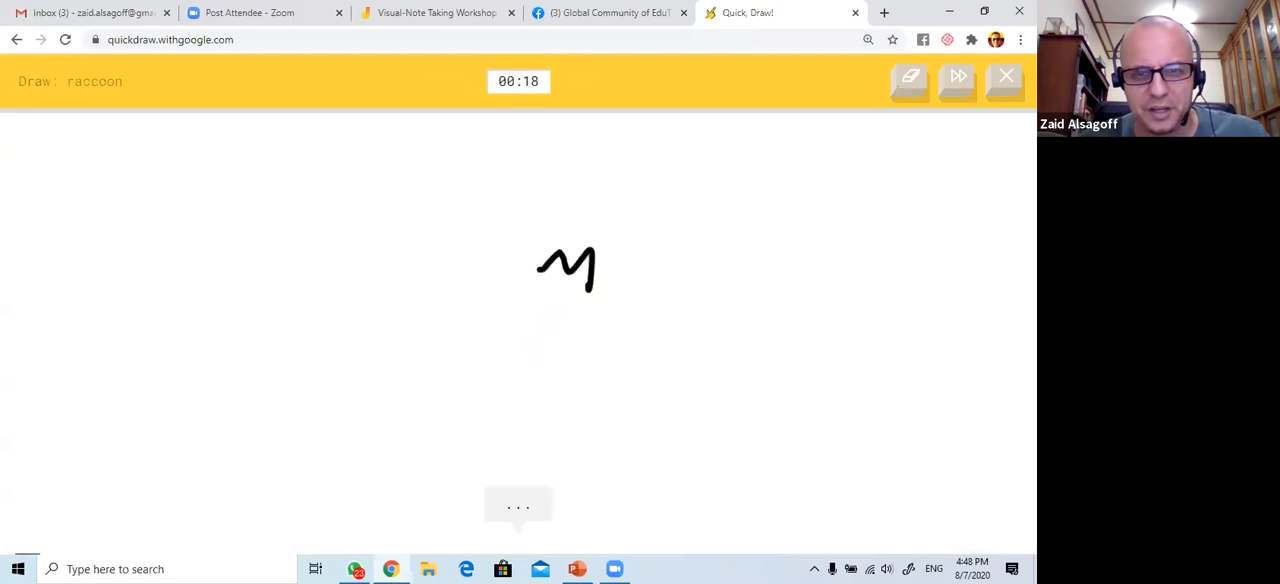 Inbox (3) - zaid.alsagoff@gma
Post Attendee - Zoom
Visual-Note Taking Workshop
(3) Global Community of EduT
Quick, Draw!
quickdraw.withgoogle.com
Draw: raccoon
00:18
Zaid Alsagoff
...
Type here to search
23
ENG
4:48 PM
8/7/2020